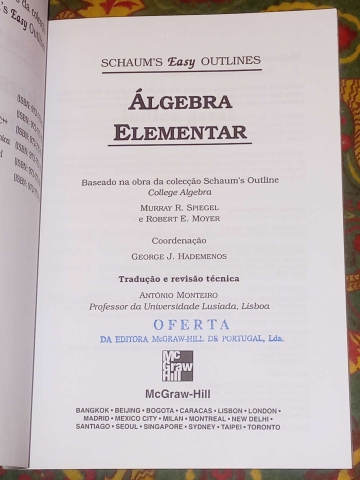 SCHAUM'S Easy OUTLINES
ÁLGEBRA
ELEMENTAR
Baseado na obra da colecção Schaum's Outline
College Algebra
MURRAY R. SPIEGEL
e ROBERT E. MOYER
Coordenação
GEORGE J. HADEMENOS
Tradução e revisão técnica
ANTÓNIO MONTEIRO
Professor da Universidade Lusíada, Lisboa
OFERTA
DA EDITORA McGRAW-HILL DE PORTUGAL, Lda.
Mc
Graw
Hill
McGraw-Hill
BANGKOK • BEIJING • BOGOTA • CARACAS • LISBON • LONDON •
MADRID • MEXICO CITY • MILAN • MONTREAL • NEW DELHI •
SANTIAGO • SEOUL • SINGAPORE • SYDNEY • TAIPEI • TORONTO